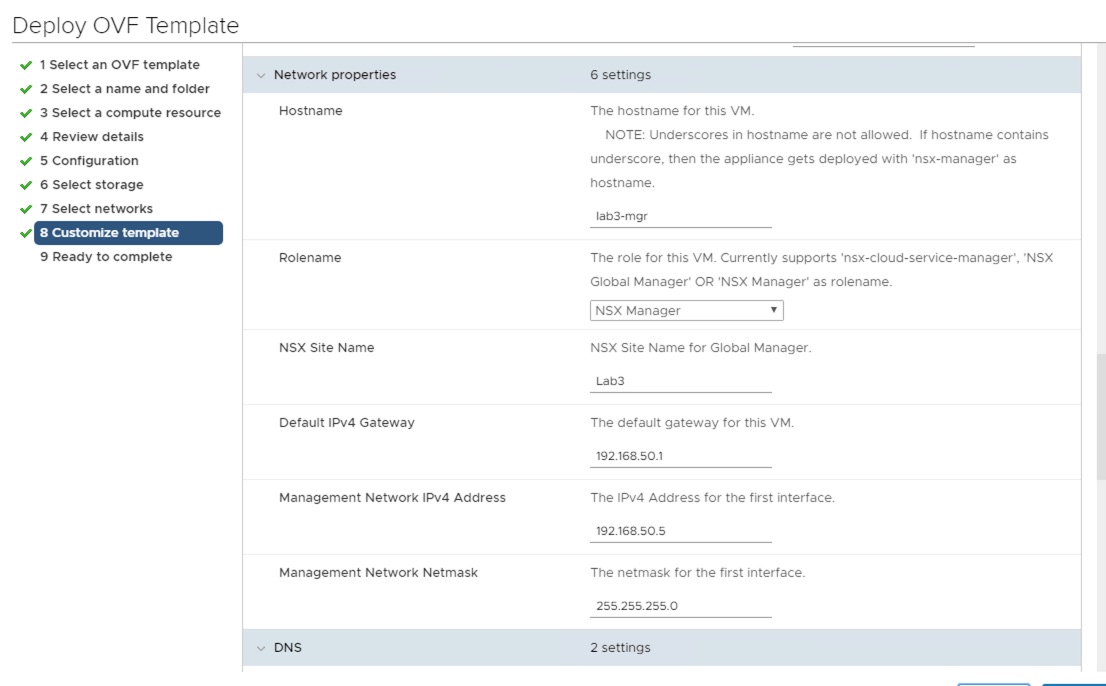 Deploy OVF Template
1 Select an OVF template
2 Select a name and folder
3 Select a compute resource
4 Review details
5 Configuration
6 Select storage
7 Select networks
8 Customize template
9 Ready to complete
Network properties 6 settings
Hostname The hostname for this VM.
NOTE: Underscores in hostname are not allowed. If hostname contains
underscore, then the appliance gets deployed with 'nsx-manager' as
hostname.
lab3-mgr
Rolename The role for this VM. Currently supports 'nsx-cloud-service-manager', 'NSX
Global Manager' OR 'NSX Manager' as rolename.
NSX Manager
NSX Site Name NSX Site Name for Global Manager.
Lab3
Default IPv4 Gateway The default gateway for this VM.
192.168.50.1
Management Network IPv4 Address The IPv4 Address for the first interface.
192.168.50.5
Management Network Netmask The netmask for the first interface.
255.255.255.0
DNS 2 settings